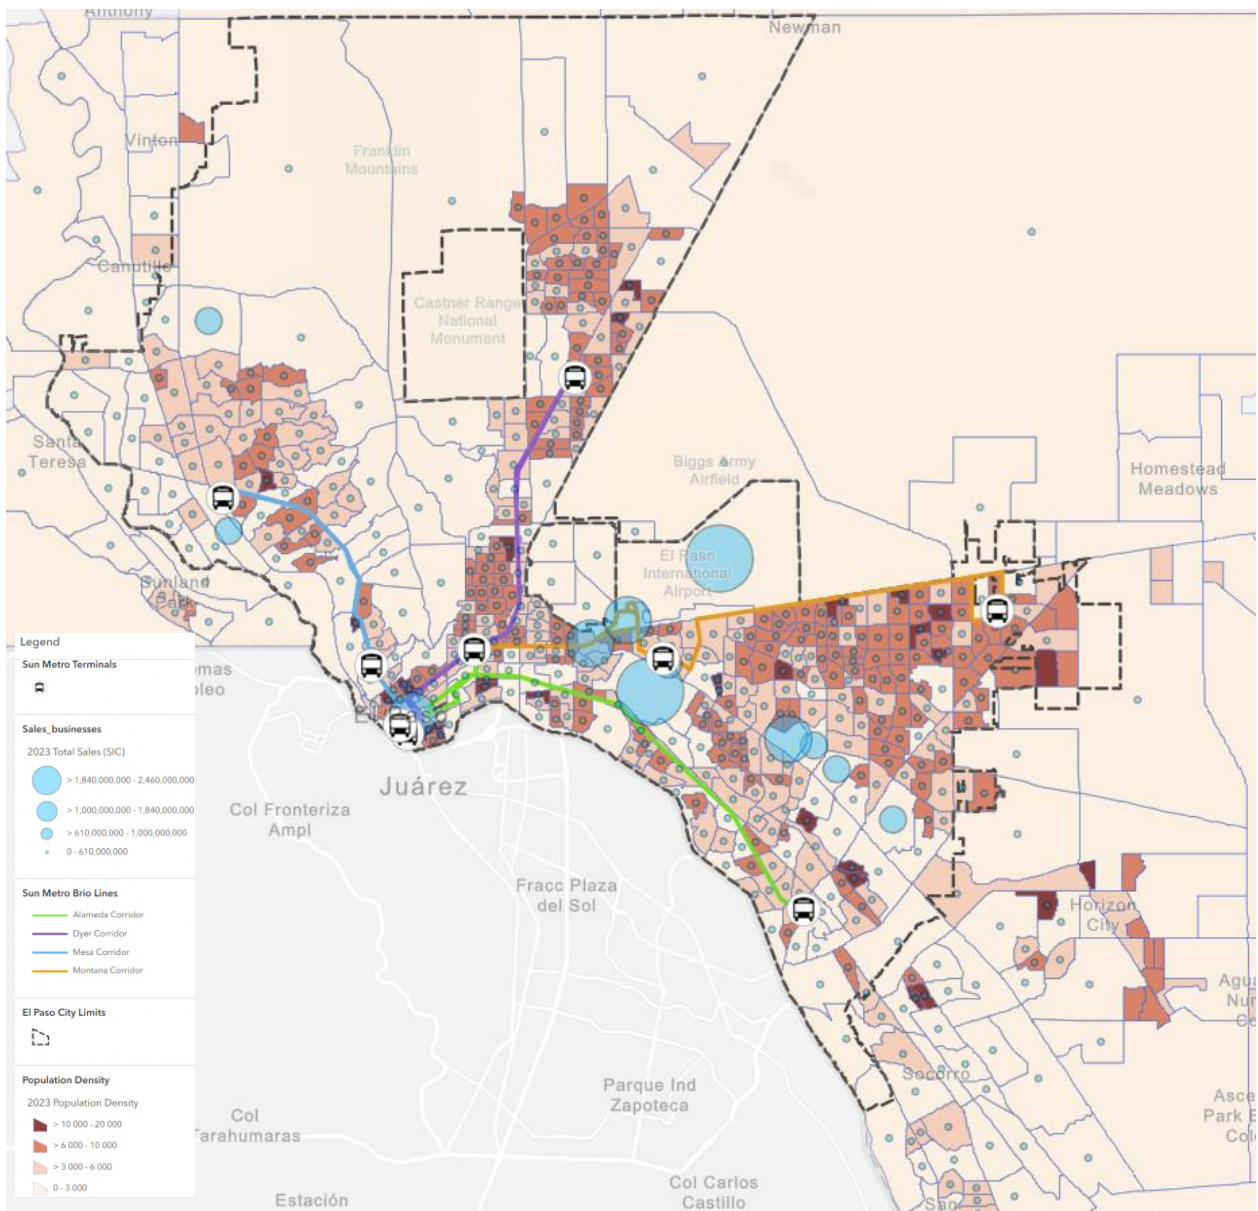 Anthony
Newman
Vinton
Franklin
Mountains
Canutillo
Castner Range
National
Monument
Santa
Teresa
Biggs Army
Airfield
Homestead
Meadows
El Paso
International
Airport
Sunland
Park
Juárez
Col Fronteriza
Ampl
Fracc Plaza
del Sol
Horizon
City
Socorro
Parque Ind
Zapoteca
Col
Tarahumaras
Col Carlos
Castillo
Estación
San
Legend
Sun Metro Terminals
Sales_businesses
2023 Total Sales (SIC)
> 1,840,000,000 - 2,460,000,000
> 1,000,000,000 - 1,840,000,000
> 610,000,000 - 1,000,000,000
0 - 610,000,000
Sun Metro Brio Lines
Alameda Corridor
Dyer Corridor
Mesa Corridor
Montana Corridor
El Paso City Limits
Population Density
2023 Population Density
> 10 000 - 20 000
> 6 000 - 10 000
> 3 000 - 6 000
0 - 3 000